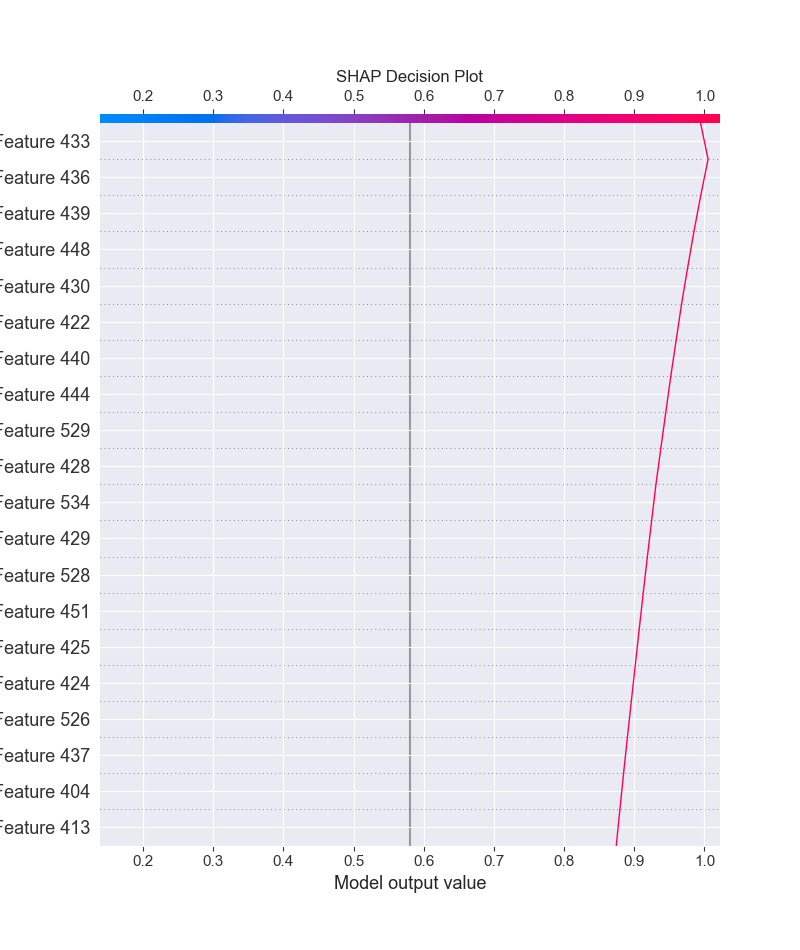 SHAP Decision Plot
0.2 0.3 0.4 0.5 0.6 0.7 0.8 0.9 1.0
Feature 433
Feature 436
Feature 439
Feature 448
Feature 430
Feature 422
Feature 440
Feature 444
Feature 529
Feature 428
Feature 534
Feature 429
Feature 528
Feature 451
Feature 425
Feature 424
Feature 526
Feature 437
Feature 404
Feature 413
0.2 0.3 0.4 0.5 0.6 0.7 0.8 0.9 1.0
Model output value